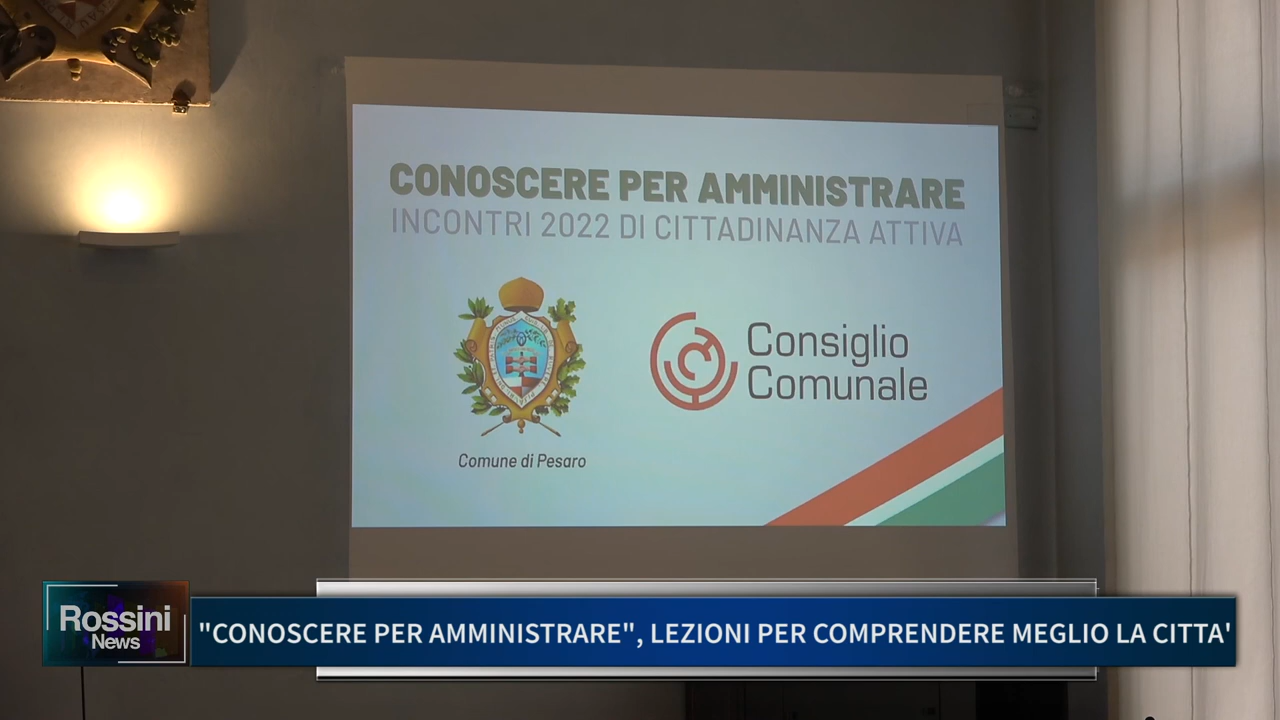 CONOSCERE PER AMMINISTRARE
INCONTRI 2022 DI CITTADINANZA ATTIVA
Consiglio
Comunale
Comune di Pesaro
Rossini
News
"CONOSCERE PER AMMINISTRARE", LEZIONI PER COMPRENDERE MEGLIO LA CITTA'